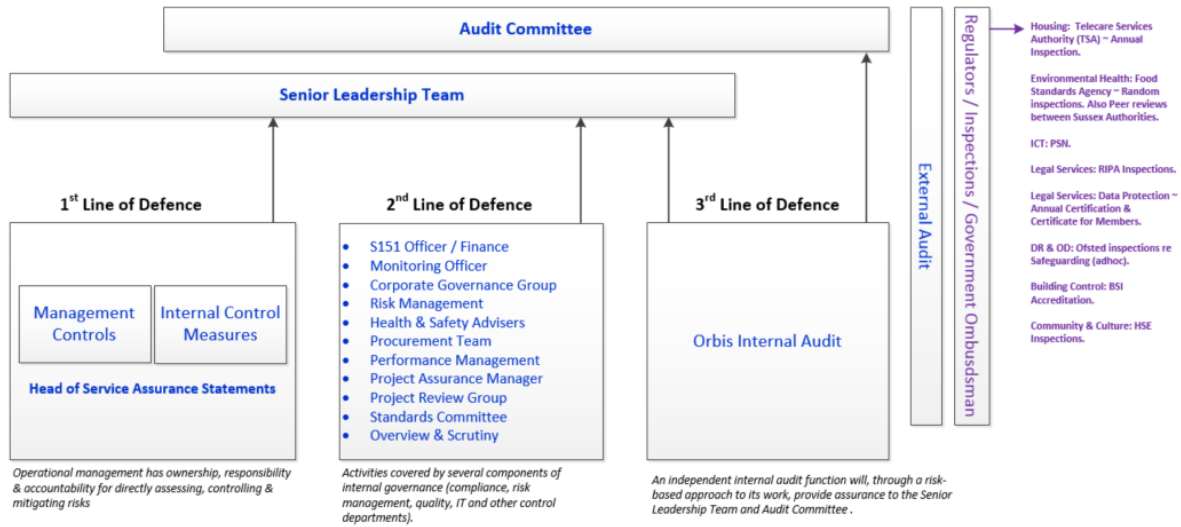 Audit Committee
Senior Leadership Team
1st Line of Defence
Management
Controls
Internal Control
Measures
Head of Service Assurance Statements
Operational management has ownership, responsibility
& accountability for directly assessing, controlling &
mitigating risks
2nd Line of Defence
• S151 Officer / Finance
• Monitoring Officer
• Corporate Governance Group
• Risk Management
• Health & Safety Advisers
• Procurement Team
• Performance Management
• Project Assurance Manager
• Project Review Group
• Standards Committee
• Overview & Scrutiny
Activities covered by several components of
internal governance (compliance, risk
management, quality, IT and other control
departments).
3rd Line of Defence
Orbis Internal Audit
An independent internal audit function will, through a risk-
based approach to its work, provide assurance to the Senior
Leadership Team and Audit Committee .
External Audit
Regulators / Inspections / Government Ombusdsman
Housing: Telecare Services
Authority (TSA) ~ Annual
Inspection.
Environmental Health: Food
Standards Agency ~ Random
inspections. Also Peer reviews
between Sussex Authorities.
ICT: PSN.
Legal Services: RIPA Inspections.
Legal Services: Data Protection ~
Annual Certification &
Certificate for Members.
DR & OD: Ofsted inspections re
Safeguarding (adhoc).
Building Control: BSI
Accreditation.
Community & Culture: HSE
Inspections.